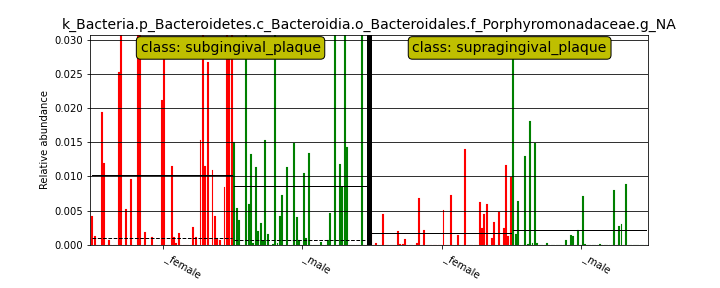 k_Bacteria.p_Bacteroidetes.c_Bacteroidia.o_Bacteroidales.f_Porphyromonadaceae.g_NA
class: subgingival_plaque
class: supragingival_plaque
Relative abundance
0.030
0.025
0.020
0.015
0.010
0.005
0.000
_female
_male
_female
_male